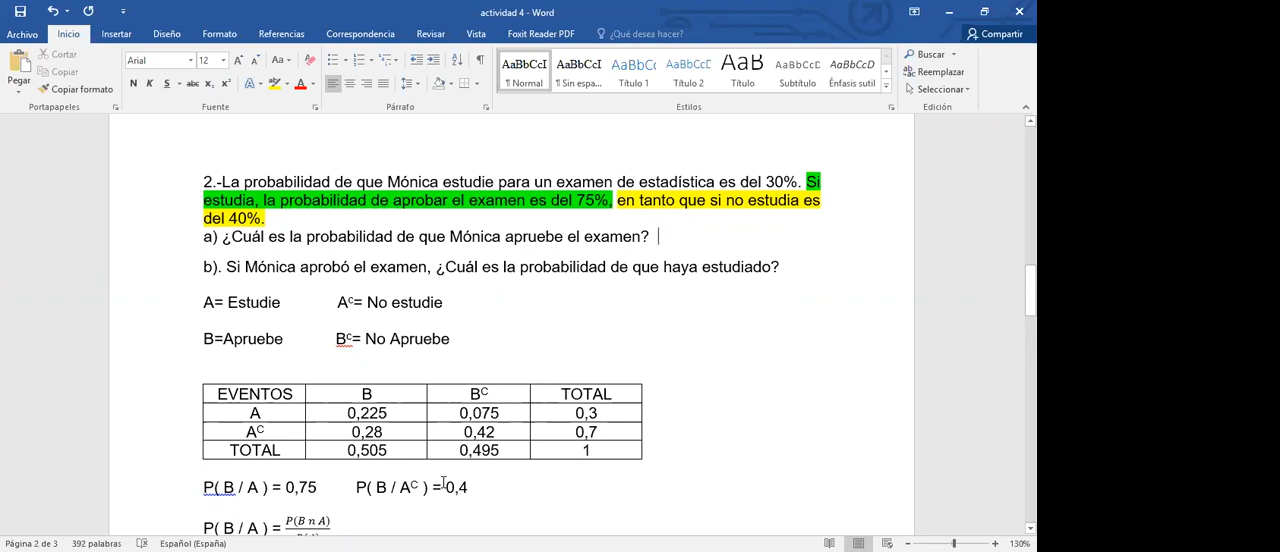 actividad 4 - Word
Archivo Inicio Insertar Diseño Formato Referencias Correspondencia Revisar Vista Foxit Reader PDF ¿Qué desea hacer? Compartir
Pegar
Cortar
Copiar
Copiar formato
Portapapeles
Arial 12
N K S abc x₂ x²
Fuente
Párrafo
AaBbCcI AaBbCcI AaBbCcI AaBbCcI AaB AaBbCcI AaBbCcI
¶ Normal ¶ Sin espa... Título 1 Título 2 Título Subtítulo Énfasis sutil
Estilos
Buscar
Reemplazar
Seleccionar
Edición
2.-La probabilidad de que Mónica estudie para un examen de estadística es del 30%. Si
estudia, la probabilidad de aprobar el examen es del 75%, en tanto que si no estudia es
del 40%.
a) ¿Cuál es la probabilidad de que Mónica apruebe el examen?
b). Si Mónica aprobó el examen, ¿Cuál es la probabilidad de que haya estudiado?
A= Estudie Aᶜ= No estudie
B=Apruebe Bᶜ= No Apruebe
EVENTOS B Bᶜ TOTAL
A 0,225 0,075 0,3
Aᶜ 0,28 0,42 0,7
TOTAL 0,505 0,495 1
P( B / A ) = 0,75 P( B / Aᶜ ) = 0,4
P( B / A ) = P(B n A)
Página 2 de 3 392 palabras Español (España) 130%